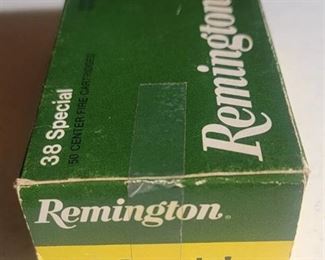 38 Special
50 CENTER FIRE CARTRIDGES
Remington
Remington®